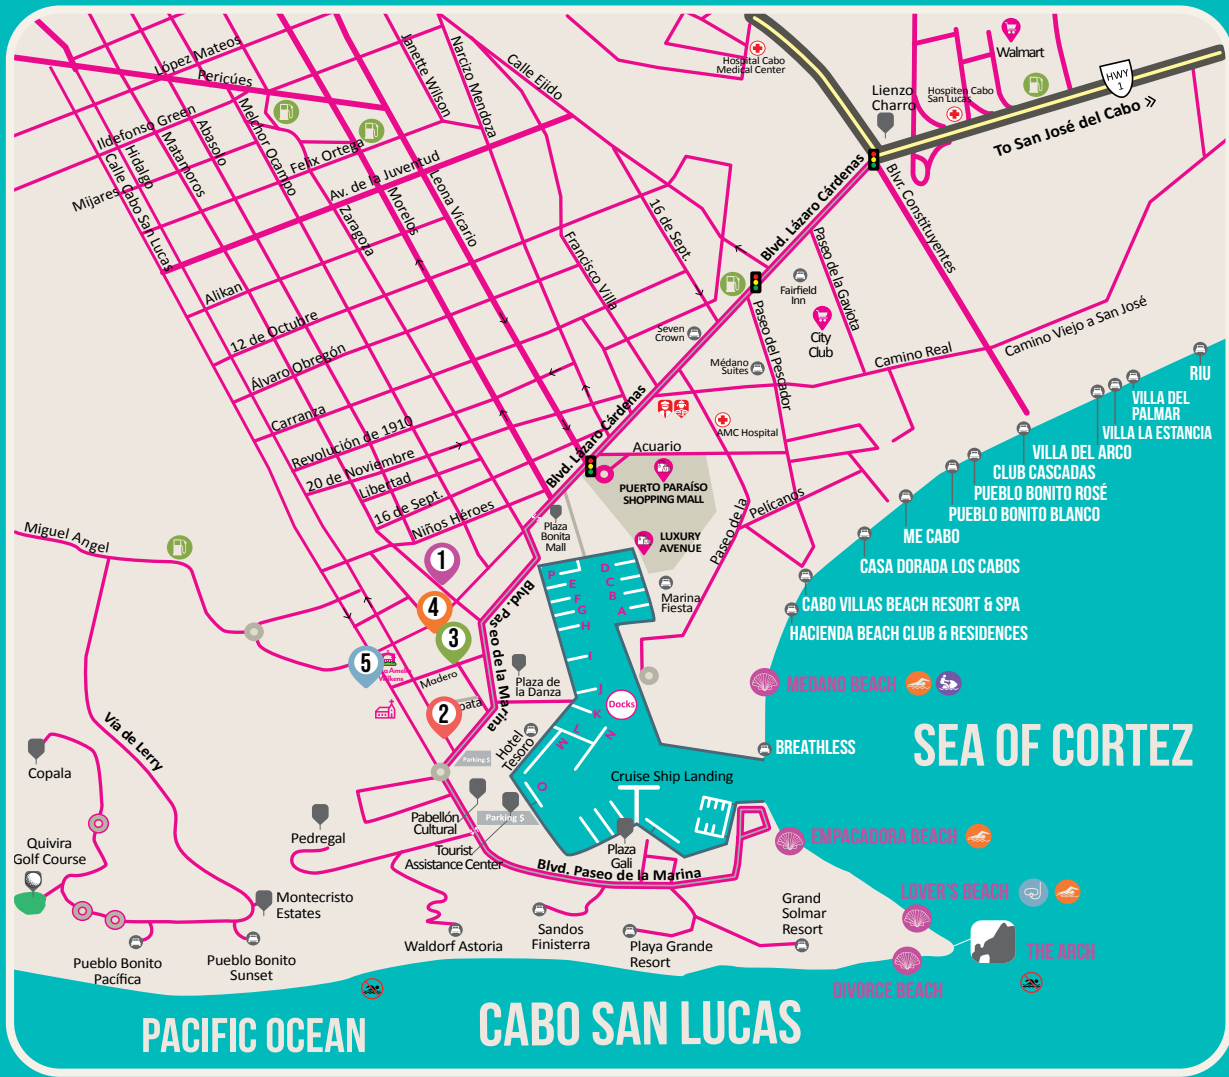 López Mateos
Pericúes
Janette Wilson
Narcizo Mendoza
Calle Ejido
Hospital Cabo
Medical Center
Walmart
HWY
1
Lienzo
Charro
Hospiten Cabo
San Lucas
To San José del Cabo
Ildefonso Green
Mijares
Calle Cabo San Lucas
Hidalgo
Matamoros
Abasolo
Melchor Ocampo
Felix Ortega
Av. de la Juventud
Zaragoza
Morelos
Leona Vicario
Francisco Villa
16 de Sept.
Blvd. Lázaro Cárdenas
Blvr. Constituyentes
Paseo de la Gaviota
Fairfield
Inn
City
Club
Paseo del Pescador
Seven
Crown
Médano
Suites
Camino Real
Camino Viejo a San José
Alikan
12 de Octubre
Álvaro Obregón
Carranza
Revolución de 1910
20 de Noviembre
Libertad
16 de Sept.
Niños Héroes
Blvd. Lázaro Cárdenas
AMC Hospital
Acuario
PUERTO PARAÍSO
SHOPPING MALL
LUXURY
AVENUE
Pelícanos
Paseo de la
Plaza
Bonita
Mall
Marina
Fiesta
RIU
VILLA DEL
PALMAR
VILLA LA ESTANCIA
VILLA DEL ARCO
CLUB CASCADAS
PUEBLO BONITO ROSÉ
PUEBLO BONITO BLANCO
ME CABO
CASA DORADA LOS CABOS
CABO VILLAS BEACH RESORT & SPA
HACIENDA BEACH CLUB & RESIDENCES
MEDANO BEACH
SEA OF CORTEZ
BREATHLESS
Miguel Angel
1
4
3
5
2
Madero
Blvd. Paseo de la Marina
Plaza de
la Danza
Hotel
Tesoro
P
E
F
G
H
I
J
K
L
M
N
O
D
C
B
A
Docks
Cruise Ship Landing
Parking $
Parking $
Pabellón
Cultural
Tourist
Assistance Center
Plaza
Gali
Blvd. Paseo de la Marina
Vía de Lerry
Copala
Quivira
Golf Course
Pedregal
Montecristo
Estates
Pueblo Bonito
Pacífica
Pueblo Bonito
Sunset
Waldorf Astoria
Sandos
Finisterra
Playa Grande
Resort
Grand
Solmar
Resort
EMPACADORA BEACH
LOVER'S BEACH
THE ARCH
DIVORCE BEACH
PACIFIC OCEAN
CABO SAN LUCAS